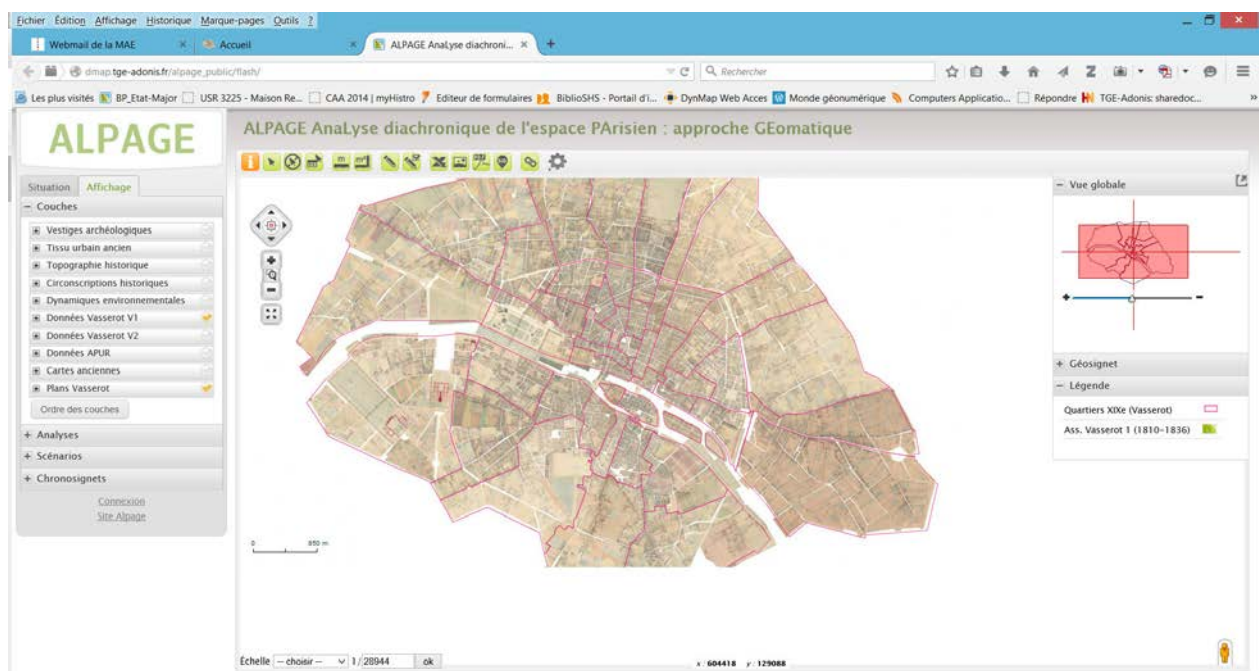 Fichier Édition Affichage Historique Marque-pages Outils ?
Webmail de la MAE × Accueil × ALPAGE AnaLyse diachroni... × +
dmap.tge-adonis.fr/alpage_public/flash/ Rechercher
Les plus visités BP_Etat-Major USR 3225 - Maison Re... CAA 2014 | myHistro Editeur de formulaires BiblioSHS - Portail d'i... DynMap Web Acces Monde géonumérique Computers Applicatio... Répondre TGE-Adonis: sharedoc... »
ALPAGE
ALPAGE AnaLyse diachronique de l'espace PArisien : approche GEomatique
Situation Affichage
− Couches
Vestiges archéologiques
Tissu urbain ancien
Topographie historique
Circonscriptions historiques
Dynamiques environnementales
Données Vasserot V1
Données Vasserot V2
Données APUR
Cartes anciennes
Plans Vasserot
Ordre des couches
+ Analyses
+ Scénarios
+ Chronosignets
Connexion
Site Alpage
0 850 m
− Vue globale
+ −
+ Géosignet
− Légende
Quartiers XIXe (Vasserot)
Ass. Vasserot 1 (1810-1836)
Échelle -- choisir -- 1/ 28944 ok
x : 604418 y : 129088